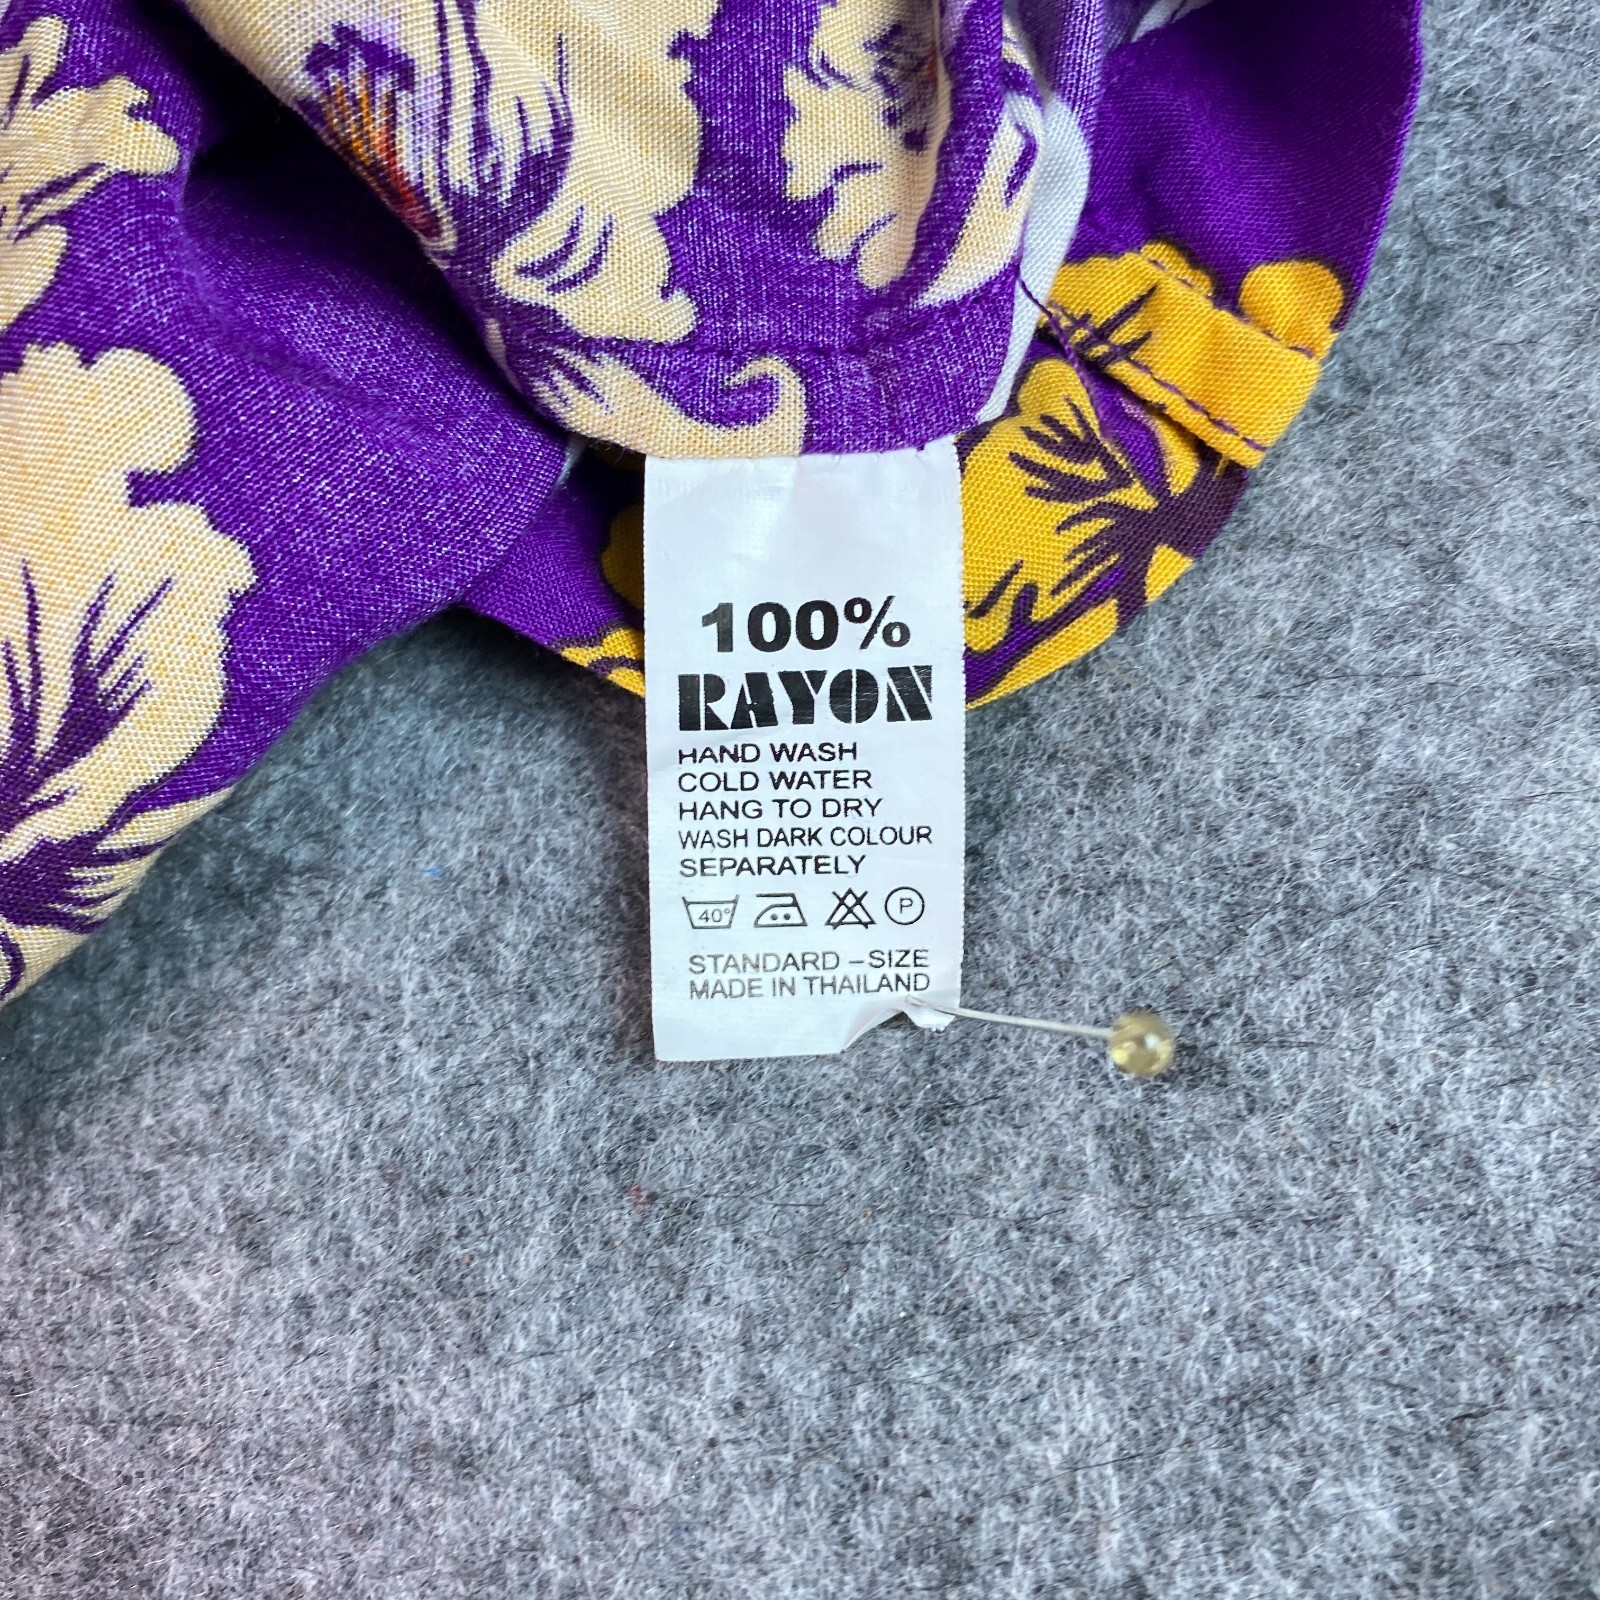 100%
RAYON
HAND WASH
COLD WATER
HANG TO DRY
WASH DARK COLOUR
SEPARATELY
40° P
STANDARD – SIZE
MADE IN THAILAND